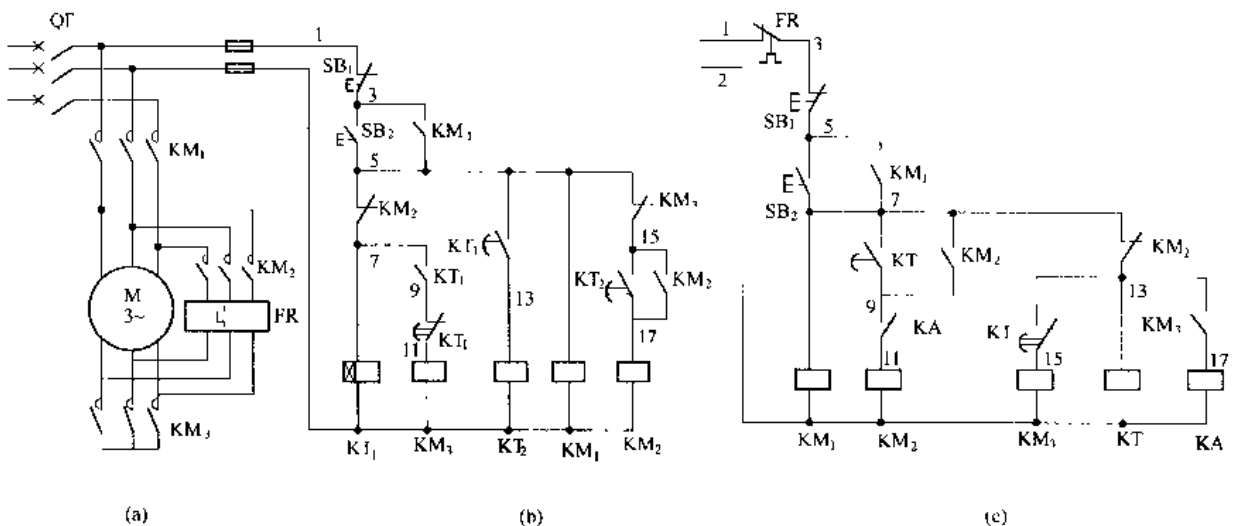 QF
KM₁
M
3~
KM₂
FR
KM₃
(a)
1
SB₁
E
3
SB₂
E
KM₁
5
KM₂
7
KT₁
9
KT₁
11
KT₁
13
KM₃
15
KT₂
KM₂
17
KT₁
KM₃
KT₂
KM₁
KM₂
(b)
1
2
FR
3
E
SB₁
5
E
SB₂
KM₁
7
KT
9
KA
11
KM₂
KM₂
13
KT
15
KM₃
17
KM₁
KM₂
KM₃
KT
KA
(c)